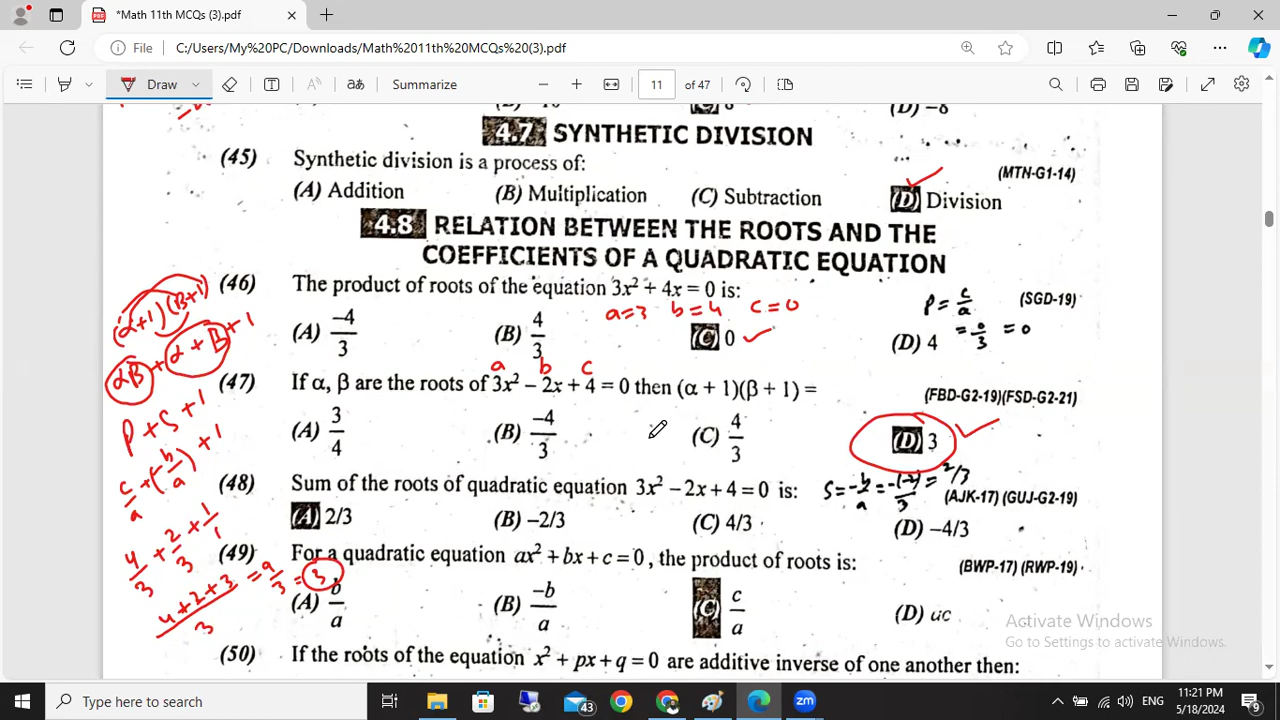 *Math 11th MCQs (3).pdf
File C:/Users/My%20PC/Downloads/Math%2011th%20MCQs%20(3).pdf
Draw aあ Summarize 11 of 47
(D) −8
4.7 SYNTHETIC DIVISION
(45) Synthetic division is a process of: (MTN-G1-14)
(A) Addition (B) Multiplication (C) Subtraction (D) Division
4.8 RELATION BETWEEN THE ROOTS AND THE
COEFFICIENTS OF A QUADRATIC EQUATION
(46) The product of roots of the equation 3x² + 4x = 0 is: (SGD-19)
a=3 b=4 c=0
P = c/a
= 0/3 = 0
(A) −4/3 (B) 4/3 (C) 0 (D) 4
a b c
(47) If α, β are the roots of 3x² − 2x + 4 = 0 then (α + 1)(β + 1) = (FBD-G2-19)(FSD-G2-21)
(A) 3/4 (B) −4/3 (C) 4/3 (D) 3
(48) Sum of the roots of quadratic equation 3x² − 2x + 4 = 0 is: (AJK-17) (GUJ-G2-19)
(A) 2/3 (B) −2/3 (C) 4/3 (D) −4/3
(49) For a quadratic equation ax² + bx + c = 0, the product of roots is: (BWP-17) (RWP-19)
(A) b/a (B) −b/a (C) c/a (D) ac
(50) If the roots of the equation x² + px + q = 0 are additive inverse of one another then:
(α+1)(β+1)
αβ + α + β + 1
P + S + 1
c/a + (−b/a) + 1
4/3 + 2/3 + 1/1
4+2+3/3 = 9/3 = 3
Activate Windows
Go to Settings to activate Windows.
Type here to search
43
zm
ENG
11:21 PM
5/18/2024
9